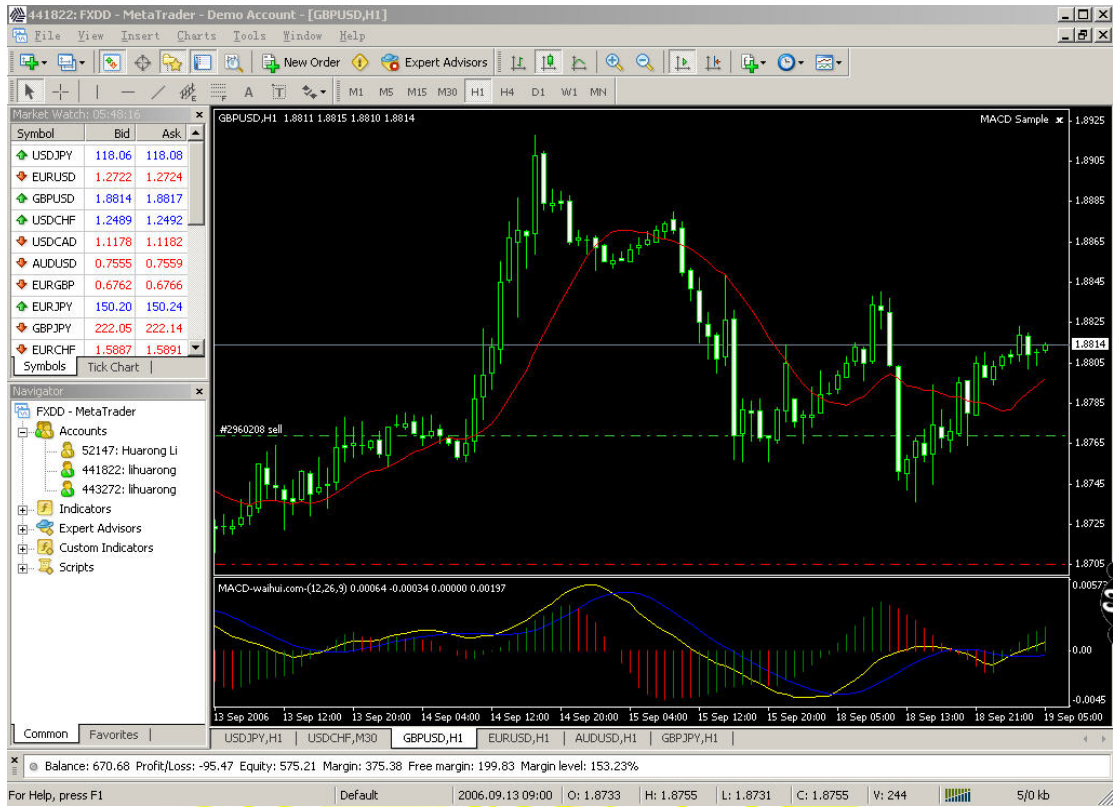 441822: FXDD - MetaTrader - Demo Account - [GBPUSD,H1]
File View Insert Charts Tools Window Help
New Order Expert Advisors
A T M1 M5 M15 M30 H1 H4 D1 W1 MN
Market Watch: 05:48:16
Symbol Bid Ask
USDJPY 118.06 118.08
EURUSD 1.2722 1.2724
GBPUSD 1.8814 1.8817
USDCHF 1.2489 1.2492
USDCAD 1.1178 1.1182
AUDUSD 0.7555 0.7559
EURGBP 0.6762 0.6766
EURJPY 150.20 150.24
GBPJPY 222.05 222.14
EURCHF 1.5887 1.5891
Symbols Tick Chart
Navigator
FXDD - MetaTrader
Accounts
52147: Huarong Li
441822: lihuarong
443272: lihuarong
Indicators
Expert Advisors
Custom Indicators
Scripts
Common Favorites
GBPUSD,H1 1.8811 1.8815 1.8810 1.8814
MACD Sample
1.8925
1.8905
1.8885
1.8865
1.8845
1.8825
1.8814
1.8805
1.8785
1.8765
1.8745
1.8725
1.8705
#2960208 sell
MACD-waihui.com-(12,26,9) 0.00064 -0.00034 0.00000 0.00197
0.00
-0.0045
13 Sep 2006 13 Sep 12:00 13 Sep 20:00 14 Sep 04:00 14 Sep 12:00 14 Sep 20:00 15 Sep 04:00 15 Sep 12:00 15 Sep 20:00 18 Sep 05:00 18 Sep 13:00 18 Sep 21:00 19 Sep 05:00
USDJPY,H1 USDCHF,M30 GBPUSD,H1 EURUSD,H1 AUDUSD,H1 GBPJPY,H1
Balance: 670.68 Profit/Loss: -95.47 Equity: 575.21 Margin: 375.38 Free margin: 199.83 Margin level: 153.23%
For Help, press F1 Default 2006.09.13 09:00 O: 1.8733 H: 1.8755 L: 1.8731 C: 1.8755 V: 244 5/0 kb